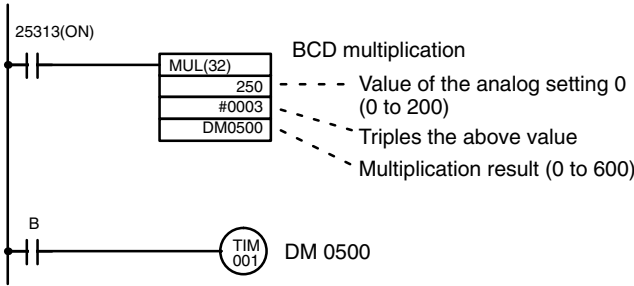 25313(ON)
BCD multiplication
MUL(32)
250
Value of the analog setting 0
(0 to 200)
#0003
Triples the above value
DM0500
Multiplication result (0 to 600)
B
TIM
001
DM 0500